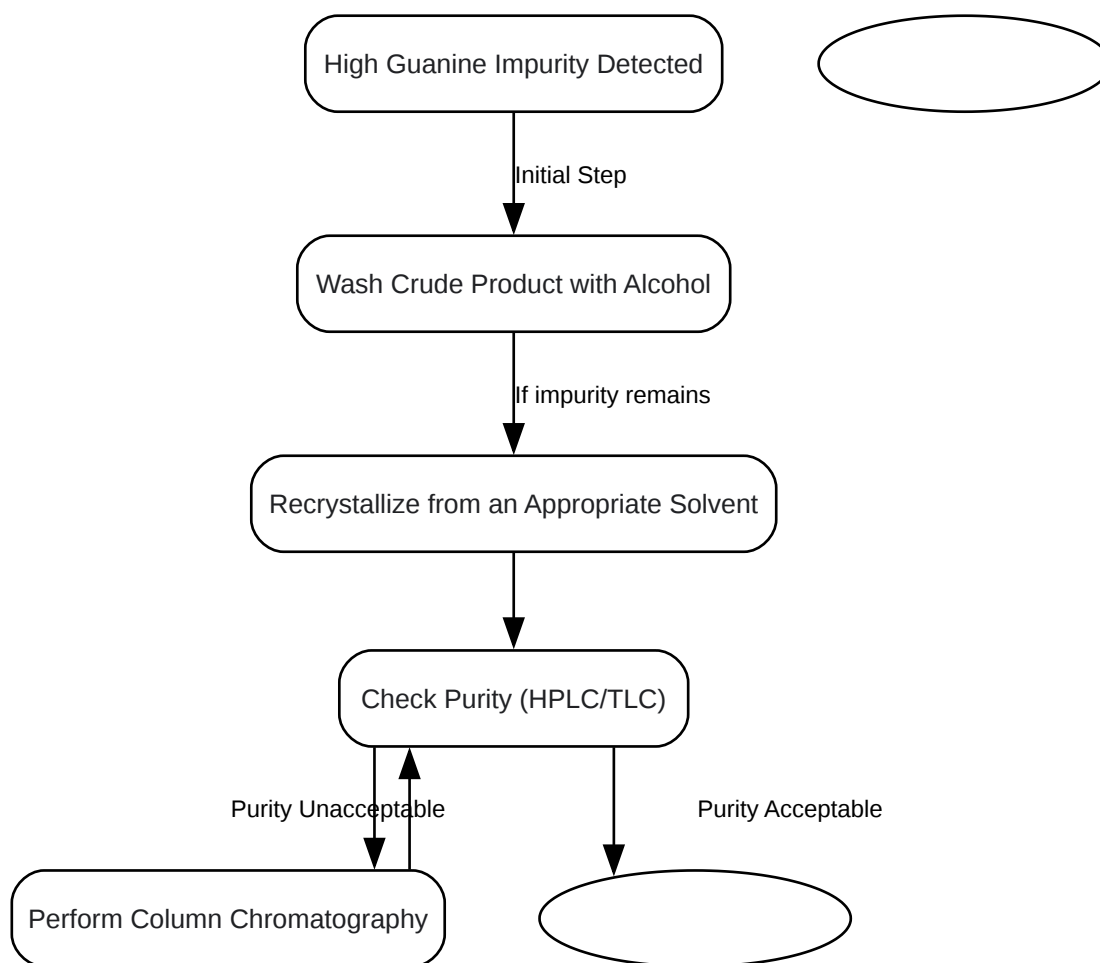 High Guanine Impurity Detected
Initial Step
Wash Crude Product with Alcohol
If impurity remains
Recrystallize from an Appropriate Solvent
Check Purity (HPLC/TLC)
Purity Unacceptable
Purity Acceptable
Perform Column Chromatography